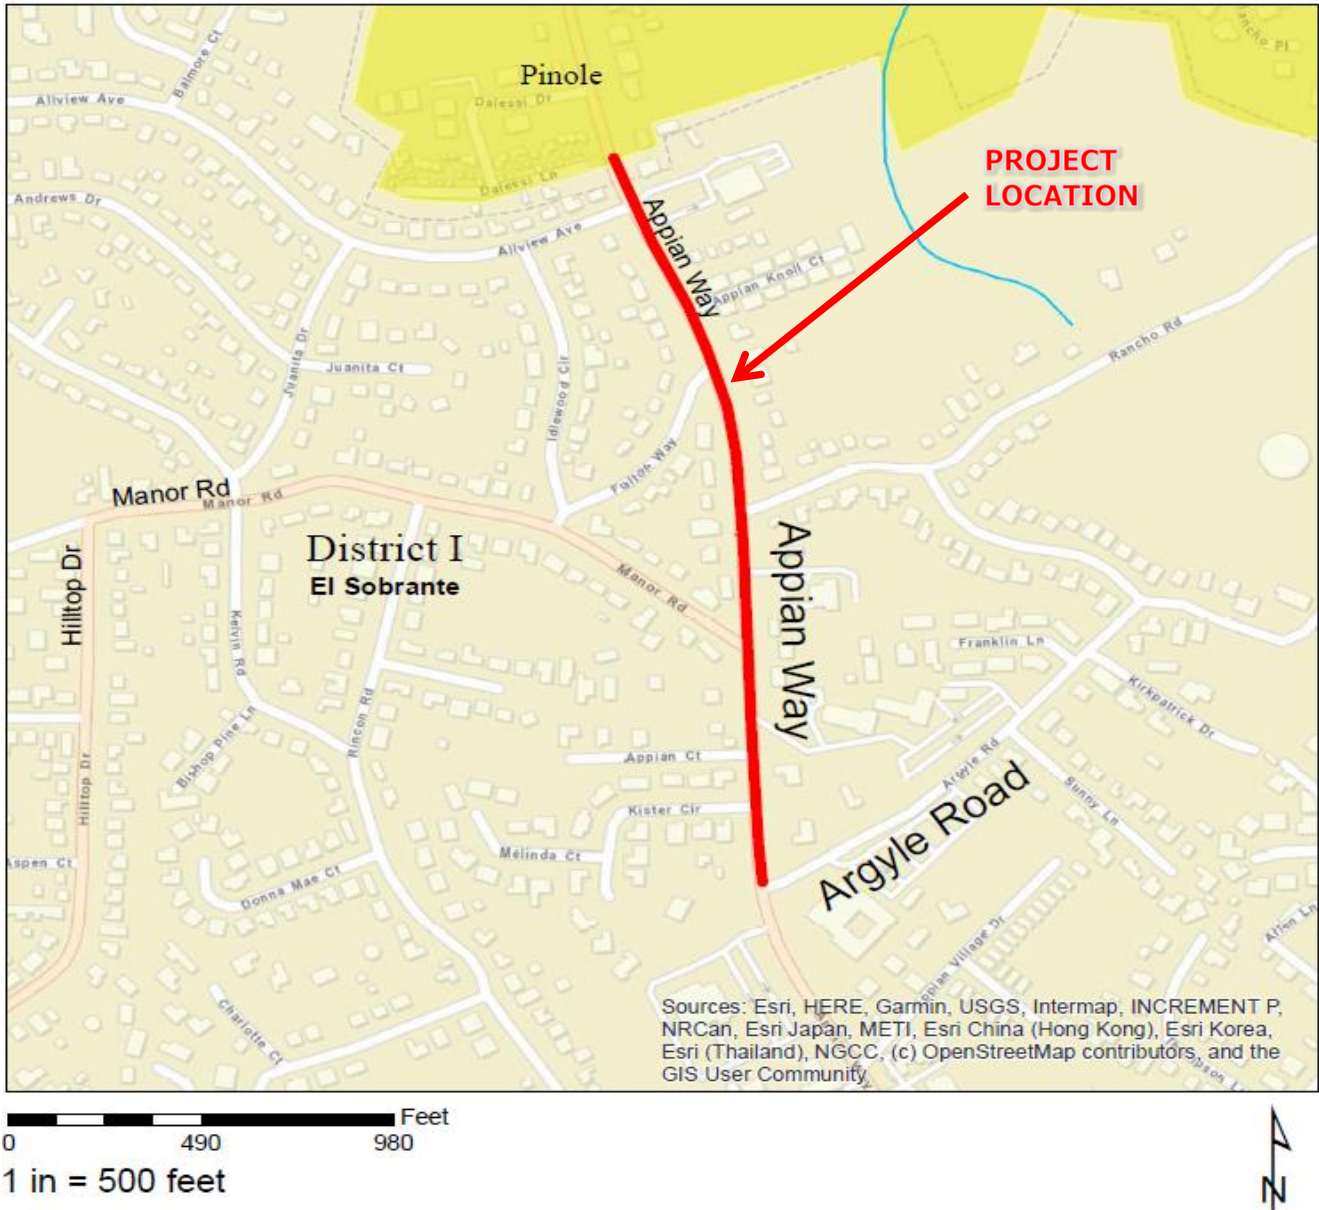 Pinole
Balmore Ct
Allview Ave
Dalessi Dr
Dalessi Ln
PROJECT
LOCATION
Andrews Dr
Allview Ave
Appian Way
Appian Knoll Ct
Rancho Rd
Juanita Dr
Juanita Ct
Idlewood Cir
Fulton Way
Manor Rd
Manor Rd
District I
El Sobrante
Hilltop Dr
Manor Rd
Appian Way
Kelvin Rd
Franklin Ln
Kirkpatrick Dr
Rincon Rd
Bishop Pine Ln
Appian Ct
Argyle Rd
Argyle Road
Sunny Ln
Hilltop Dr
Kister Cir
Melinda Ct
Aspen Ct
Donna Mae Ct
Allen Ln
Charlotte Ct
Sources: Esri, HERE, Garmin, USGS, Intermap, INCREMENT P,
NRCan, Esri Japan, METI, Esri China (Hong Kong), Esri Korea,
Esri (Thailand), NGCC, (c) OpenStreetMap contributors, and the
GIS User Community
Feet
0 490 980
1 in = 500 feet
N